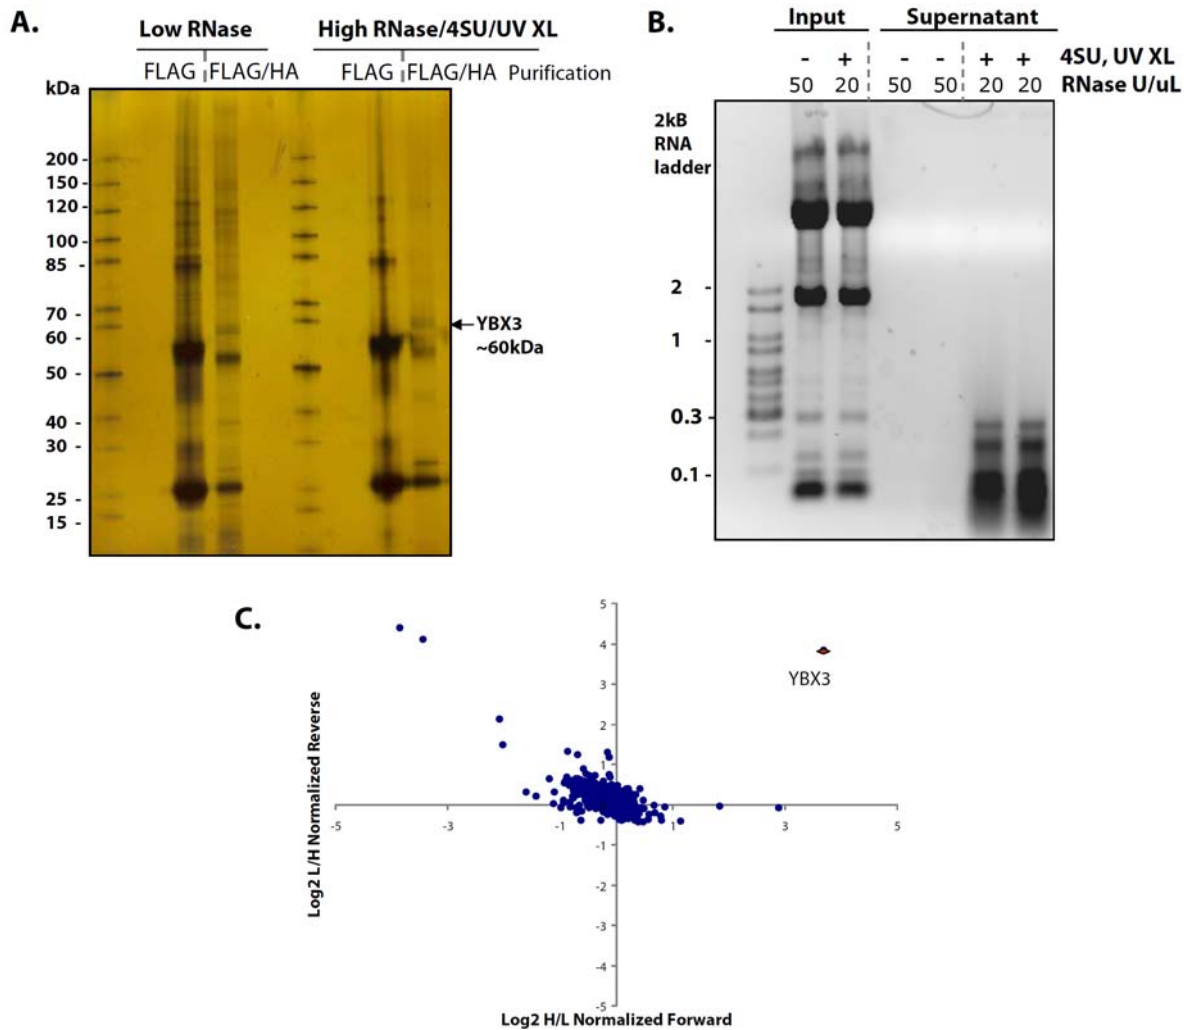 A.
Low RNase
High RNase/4SU/UV XL
FLAG FLAG/HA FLAG FLAG/HA Purification
kDa
200 -
150 -
120 -
100 -
85 -
70 -
60 -
50 -
40 -
30 -
25 -
15 -
YBX3
~60kDa
B.
Input Supernatant
- + - - + + 4SU, UV XL
50 20 50 50 20 20 RNase U/uL
2kB
RNA
ladder
2 -
1 -
0.3 -
0.1 -
C.
5
4
3
2
1
-1
-2
-3
-4
-5
-5 -3 -1 1 3 5
YBX3
Log2 L/H Normalized Reverse
Log2 H/L Normalized Forward